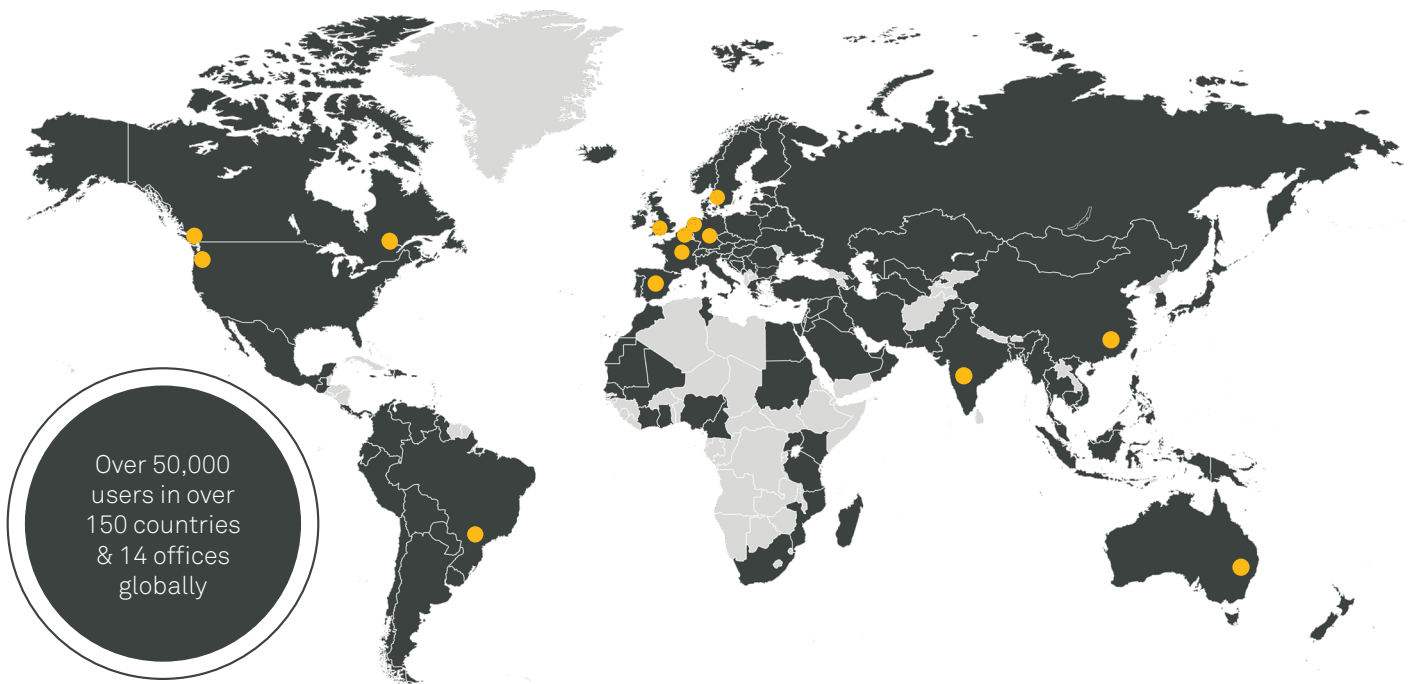 Over 50,000
users in over
150 countries
& 14 offices
globally